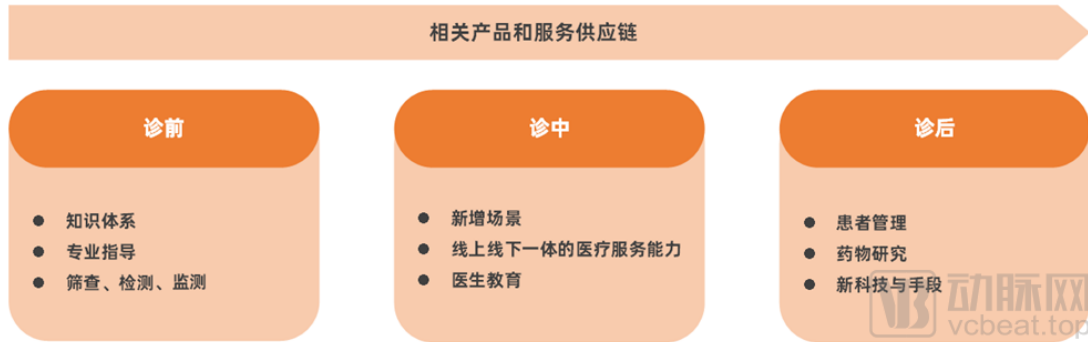 相关产品和服务供应链
诊前
诊中
诊后
知识体系
专业指导
筛查、检测、监测
新增场景
线上线下一体的医疗服务能力
医生教育
患者管理
药物研究
新科技与手段
动脉网
vcbeat.top